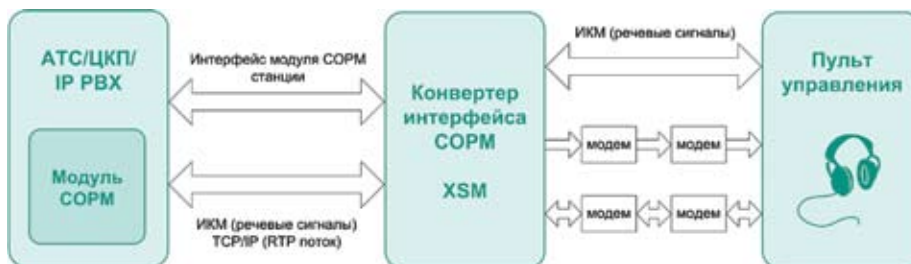 АТС/ЦКП/
IP PBX
Модуль
СОРМ
Интерфейс модуля СОРМ
станции
ИКМ (речевые сигналы)
TCP/IP (RTP поток)
Конвертер
интерфейса
СОРМ
XSM
ИКМ (речевые сигналы)
модем
модем
модем
модем
Пульт
управления